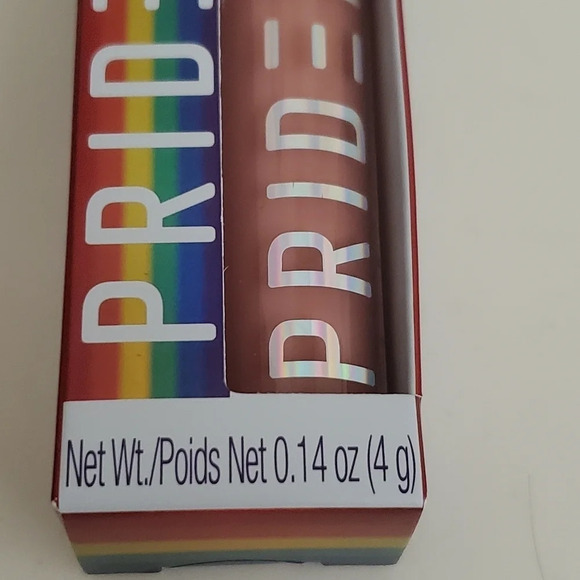 PRIDE
PRIDE
Net Wt./Poids Net 0.14 oz (4 g)